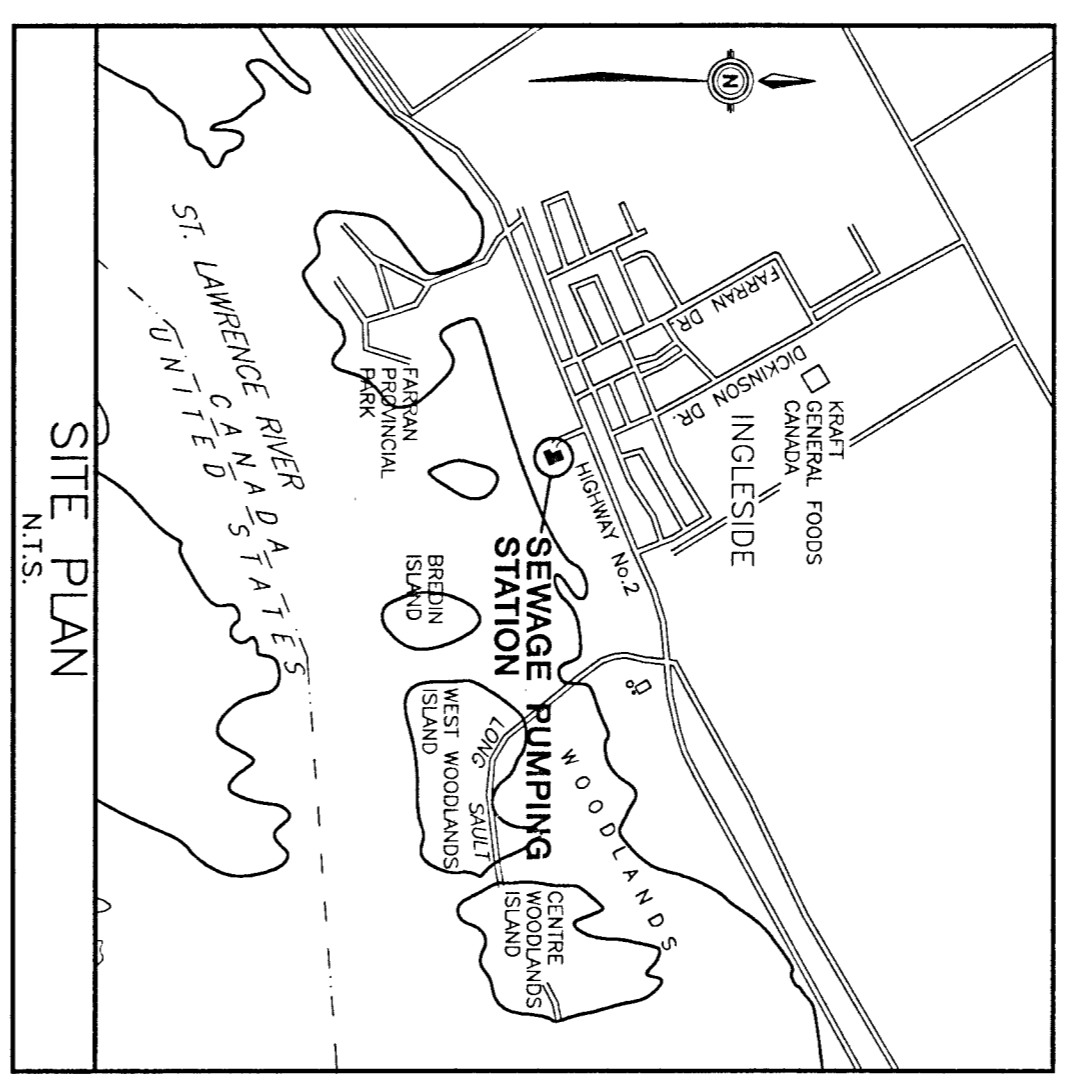 N
FARRAN DR.
DICKINSON DR.
KRAFT
GENERAL FOODS
CANADA
INGLESIDE
HIGHWAY No.2
FARRAN
PROVINCIAL
PARK
SEWAGE PUMPING
STATION
BREDIN
ISLAND
WOODLANDS
LONG SAULT
WEST WOODLANDS
ISLAND
CENTRE
WOODLANDS
ISLAND
ST. LAWRENCE RIVER
CANADA
UNITED STATES
SITE PLAN
N.T.S.